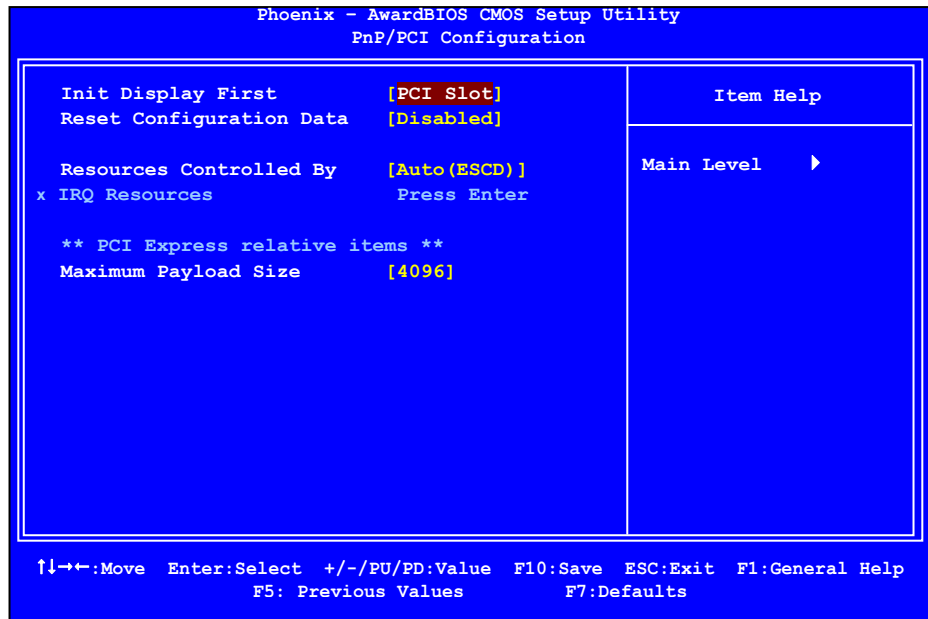 Phoenix – AwardBIOS CMOS Setup Utility
PnP/PCI Configuration
Init Display First [PCI Slot]
Reset Configuration Data [Disabled]
Resources Controlled By [Auto(ESCD)]
x IRQ Resources Press Enter
** PCI Express relative items **
Maximum Payload Size [4096]
Item Help
Main Level ▶
↑↓→←:Move Enter:Select +/-/PU/PD:Value F10:Save ESC:Exit F1:General Help
F5: Previous Values F7:Defaults